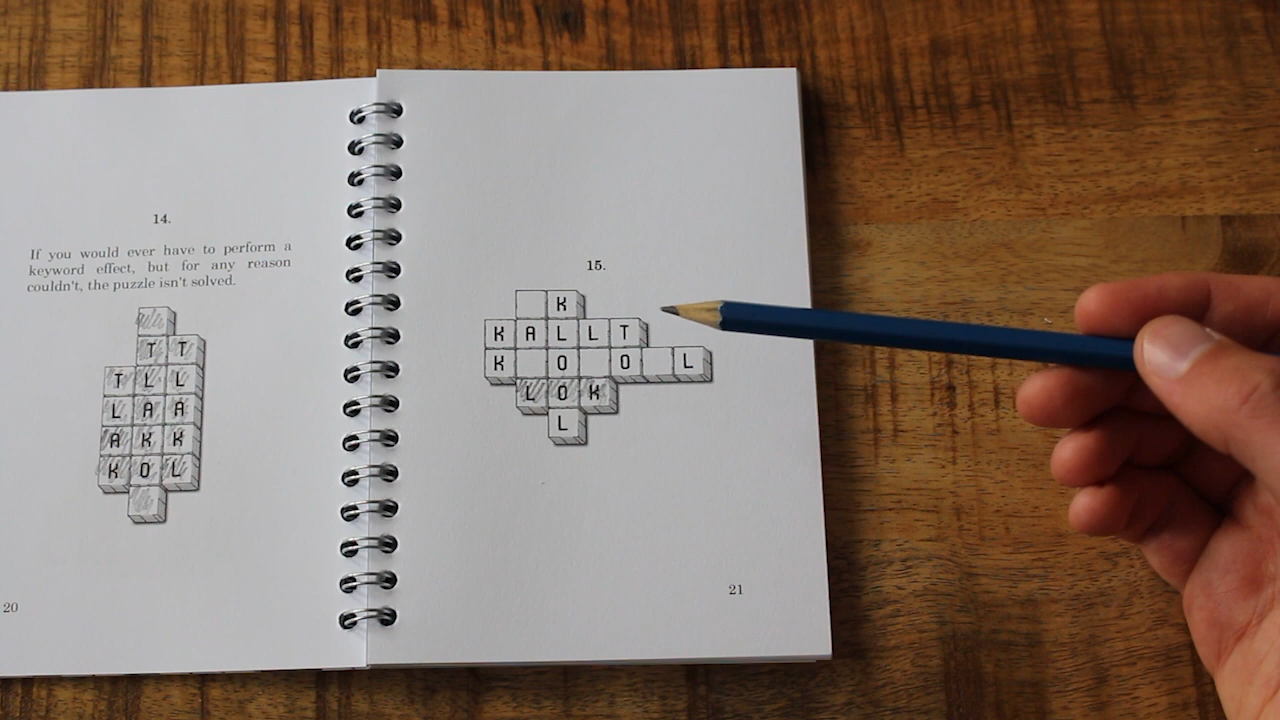 14.
If you would ever have to perform a
keyword effect, but for any reason
couldn't, the puzzle isn't solved.
T T
T L L
L A A
A K K
K O L
20
15.
K
K A L L T
K O O L
L O K
L
21